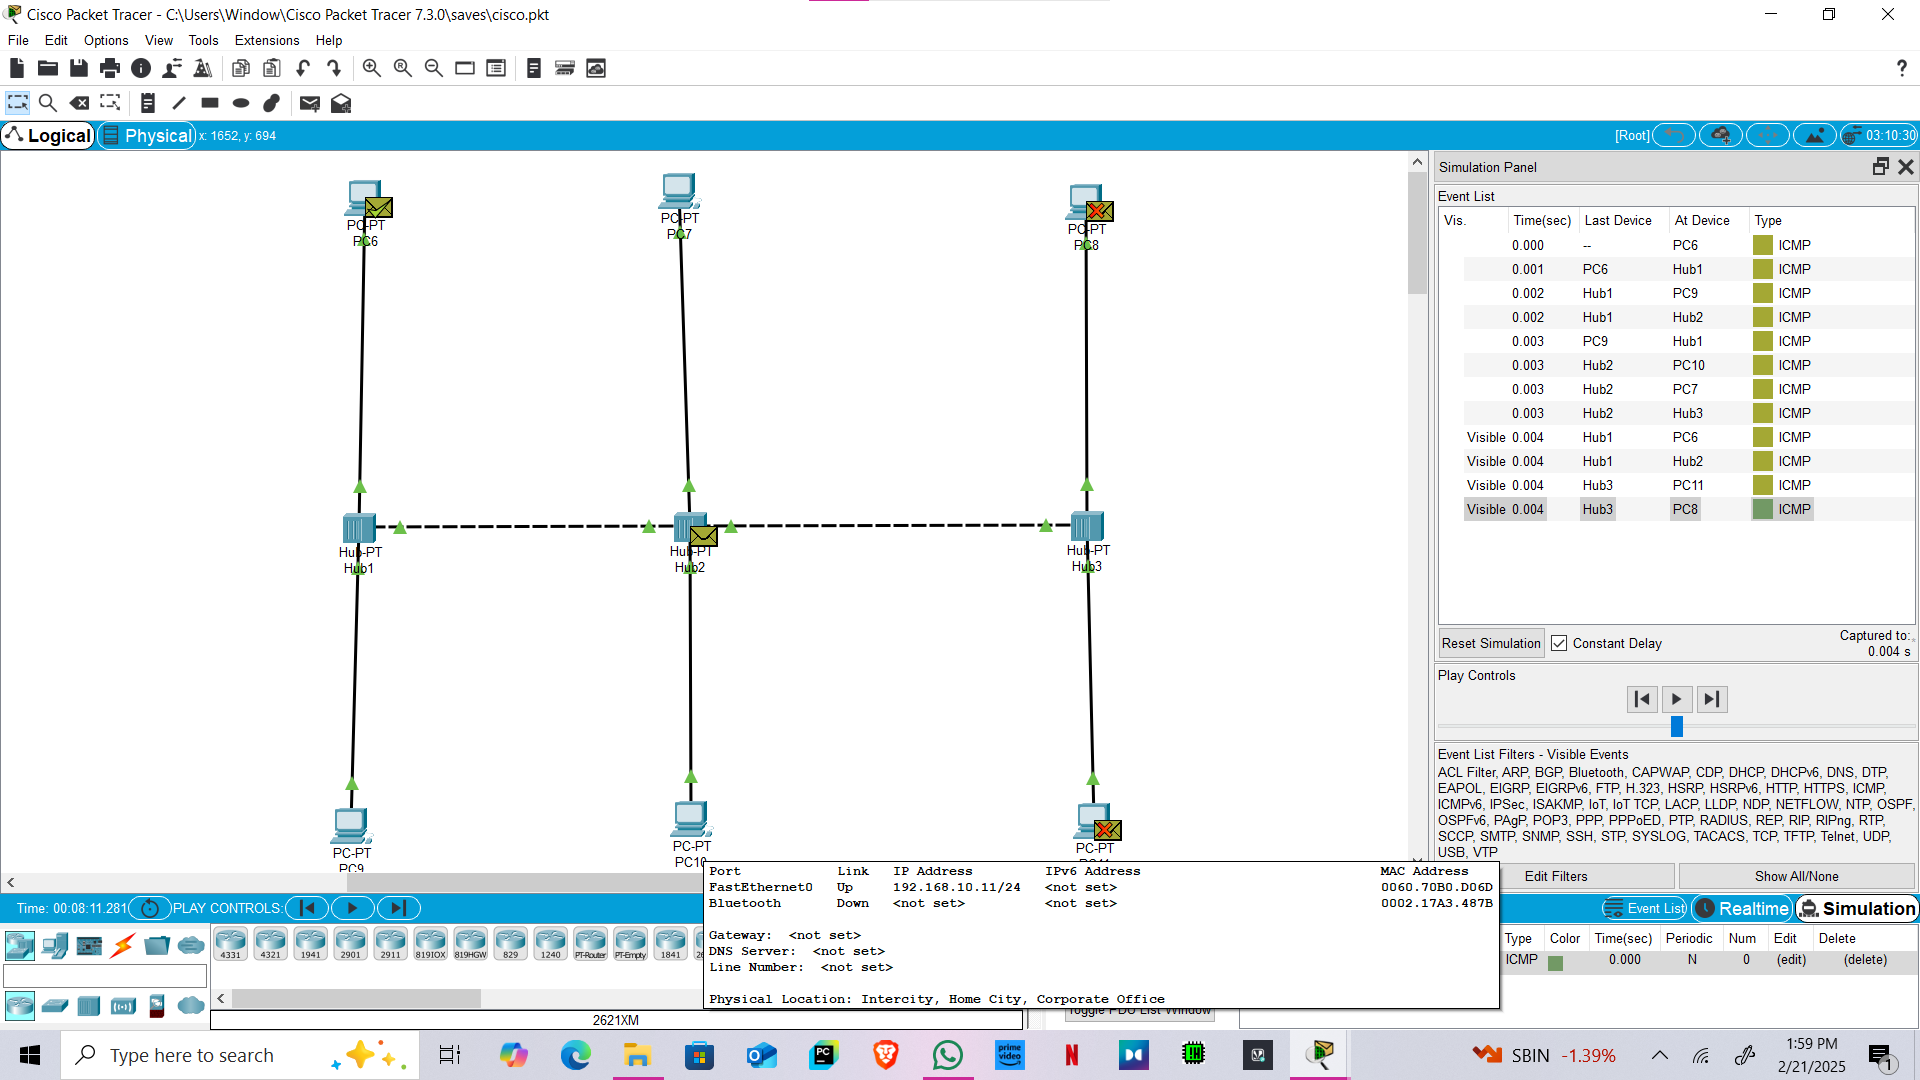 Cisco Packet Tracer - C:\Users\Window\Cisco Packet Tracer 7.3.0\saves\cisco.pkt
File Edit Options View Tools Extensions Help
Logical Physical x: 1652, y: 694 [Root] 03:10:30
PC-PT
PC6
PC-PT
PC7
PC-PT
PC8
Hub-PT
Hub1
Hub-PT
Hub2
Hub-PT
Hub3
PC-PT
PC9
PC-PT
PC10
PC-PT
Simulation Panel
Event List
Vis. Time(sec) Last Device At Device Type
0.000 -- PC6 ICMP
0.001 PC6 Hub1 ICMP
0.002 Hub1 PC9 ICMP
0.002 Hub1 Hub2 ICMP
0.003 PC9 Hub1 ICMP
0.003 Hub2 PC10 ICMP
0.003 Hub2 PC7 ICMP
0.003 Hub2 Hub3 ICMP
Visible 0.004 Hub1 PC6 ICMP
Visible 0.004 Hub1 Hub2 ICMP
Visible 0.004 Hub3 PC11 ICMP
Visible 0.004 Hub3 PC8 ICMP
Reset Simulation Constant Delay Captured to:
0.004 s
Play Controls
Event List Filters - Visible Events
ACL Filter, ARP, BGP, Bluetooth, CAPWAP, CDP, DHCP, DHCPv6, DNS, DTP,
EAPOL, EIGRP, EIGRPv6, FTP, H.323, HSRP, HSRPv6, HTTP, HTTPS, ICMP,
ICMPv6, IPSec, ISAKMP, IoT, IoT TCP, LACP, LLDP, NDP, NETFLOW, NTP, OSPF,
OSPFv6, PAgP, POP3, PPP, PPPoED, PTP, RADIUS, REP, RIP, RIPng, RTP,
SCCP, SMTP, SNMP, SSH, STP, SYSLOG, TACACS, TCP, TFTP, Telnet, UDP,
USB, VTP
Edit Filters Show All/None
Port Link IP Address IPv6 Address MAC Address
FastEthernet0 Up 192.168.10.11/24 <not set> 0060.70B0.D06D
Bluetooth Down <not set> <not set> 0002.17A3.487B
Gateway: <not set>
DNS Server: <not set>
Line Number: <not set>
Physical Location: Intercity, Home City, Corporate Office
Time: 00:08:11.281 PLAY CONTROLS:
Event List Realtime Simulation
4331 4321 1941 2901 2911 819IOX 819HGW 829 1240 PT-Router PT-Empty 1841
2621XM
Toggle PDU List Window
Type Color Time(sec) Periodic Num Edit Delete
ICMP 0.000 N 0 (edit) (delete)
Type here to search
PC
prime video
N
SBIN -1.39%
1:59 PM
2/21/2025
1